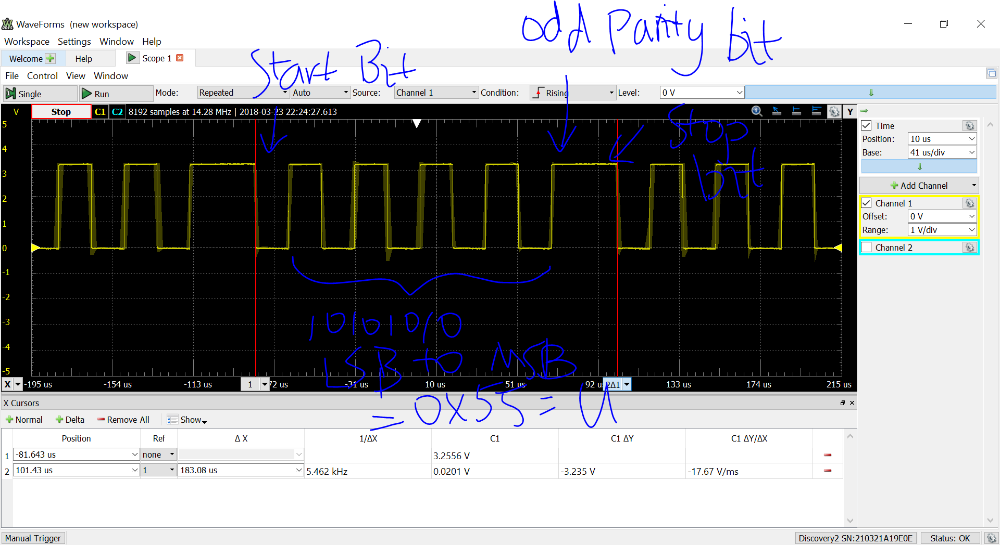 WaveForms (new workspace)
Workspace Settings Window Help
Welcome Help Scope 1
File Control View Window
Single Run Mode: Repeated Auto Source: Channel 1 Condition: Rising Level: 0 V
odd Parity bit
Start Bit
V Stop C1 C2 8192 samples at 14.28 MHz | 2018-03-23 22:24:27.613 Y
Stop
bit
5
4
3
2
1
0
-1
-2
-3
-4
-5
10101010
LSB to MSB
= 0x55 = U
X -195 us -154 us -113 us 1 -72 us -31 us 10 us 51 us 92 us 2Δ1 133 us 174 us 215 us
Time
Position: 10 us
Base: 41 us/div
Add Channel
Channel 1
Offset: 0 V
Range: 1 V/div
Channel 2
X Cursors
Normal Delta Remove All Show
Position Ref Δ X 1/ΔX C1 C1 ΔY C1 ΔY/ΔX
1 -81.643 us none 3.2556 V
2 101.43 us 1 183.08 us 5.462 kHz 0.0201 V -3.235 V -17.67 V/ms
Manual Trigger Discovery2 SN:210321A19E0E Status: OK